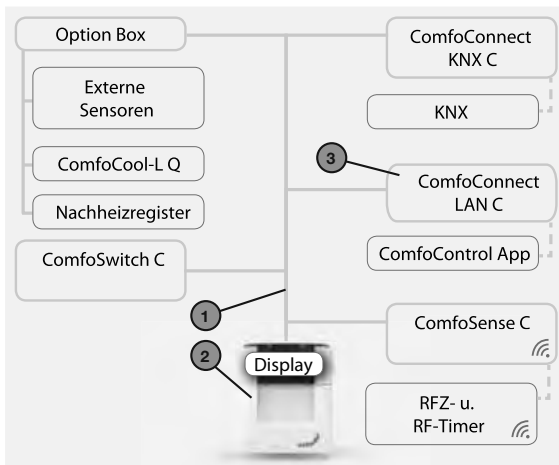 Option Box
Externe
Sensoren
ComfoCool-L Q
Nachheizregister
ComfoSwitch C
ComfoConnect
KNX C
KNX
3
ComfoConnect
LAN C
ComfoControl App
1
2
Display
ComfoSense C
RFZ- u.
RF-Timer